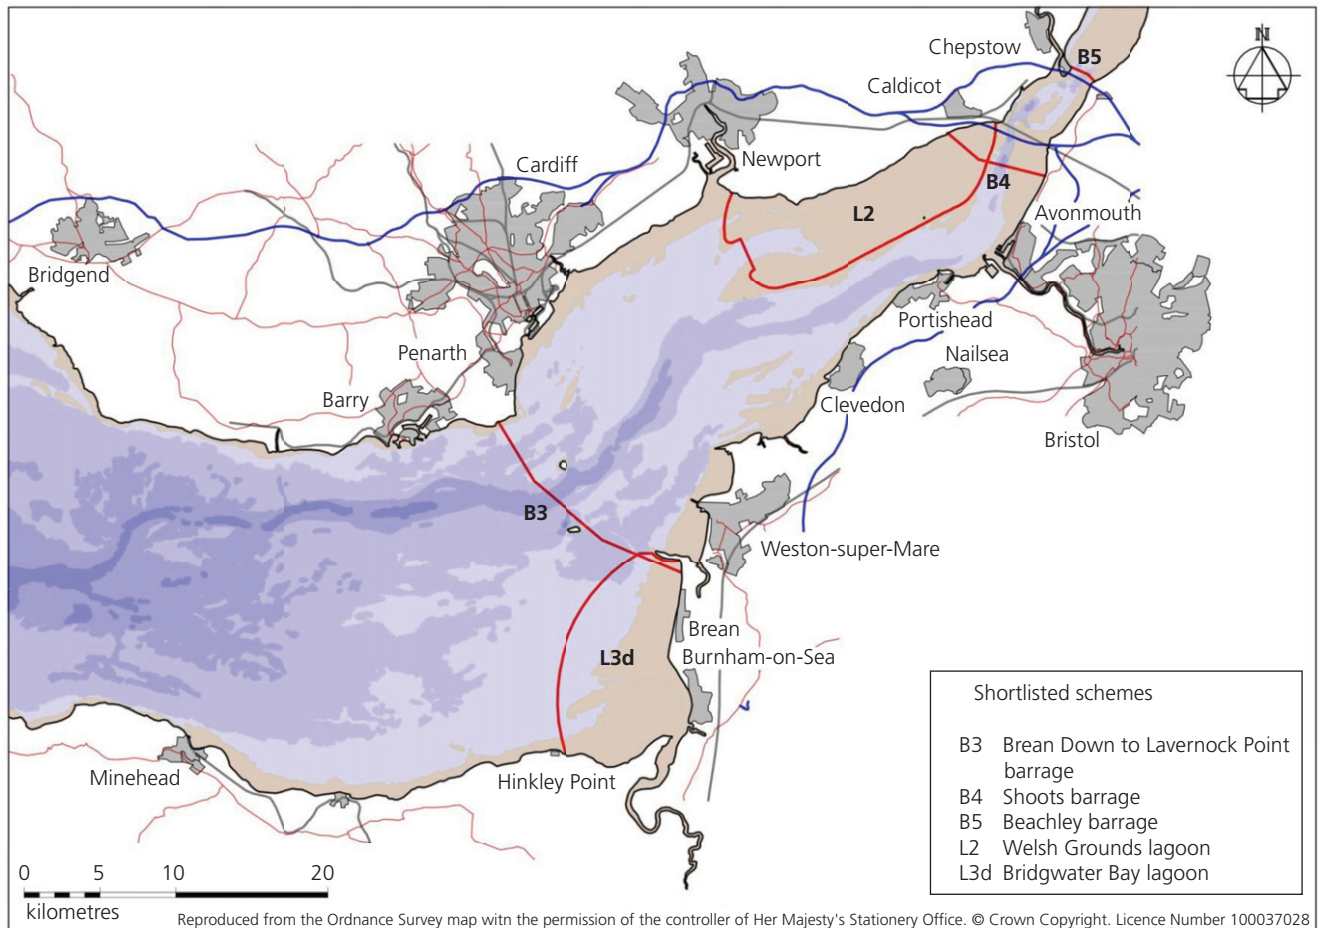 N
Chepstow
B5
Caldicot
Newport
Cardiff
B4
L2
Avonmouth
Bridgend
Portishead
Penarth
Nailsea
Barry
Clevedon
Bristol
B3
Weston-super-Mare
Brean
L3d
Burnham-on-Sea
Minehead
Hinkley Point
Shortlisted schemes
B3 Brean Down to Lavernock Point
barrage
B4 Shoots barrage
B5 Beachley barrage
L2 Welsh Grounds lagoon
L3d Bridgwater Bay lagoon
0 5 10 20
kilometres
Reproduced from the Ordnance Survey map witn the permission of the controller of Her Majesty's Stationery Office. © Crown Copyright. Licence Number 100037028